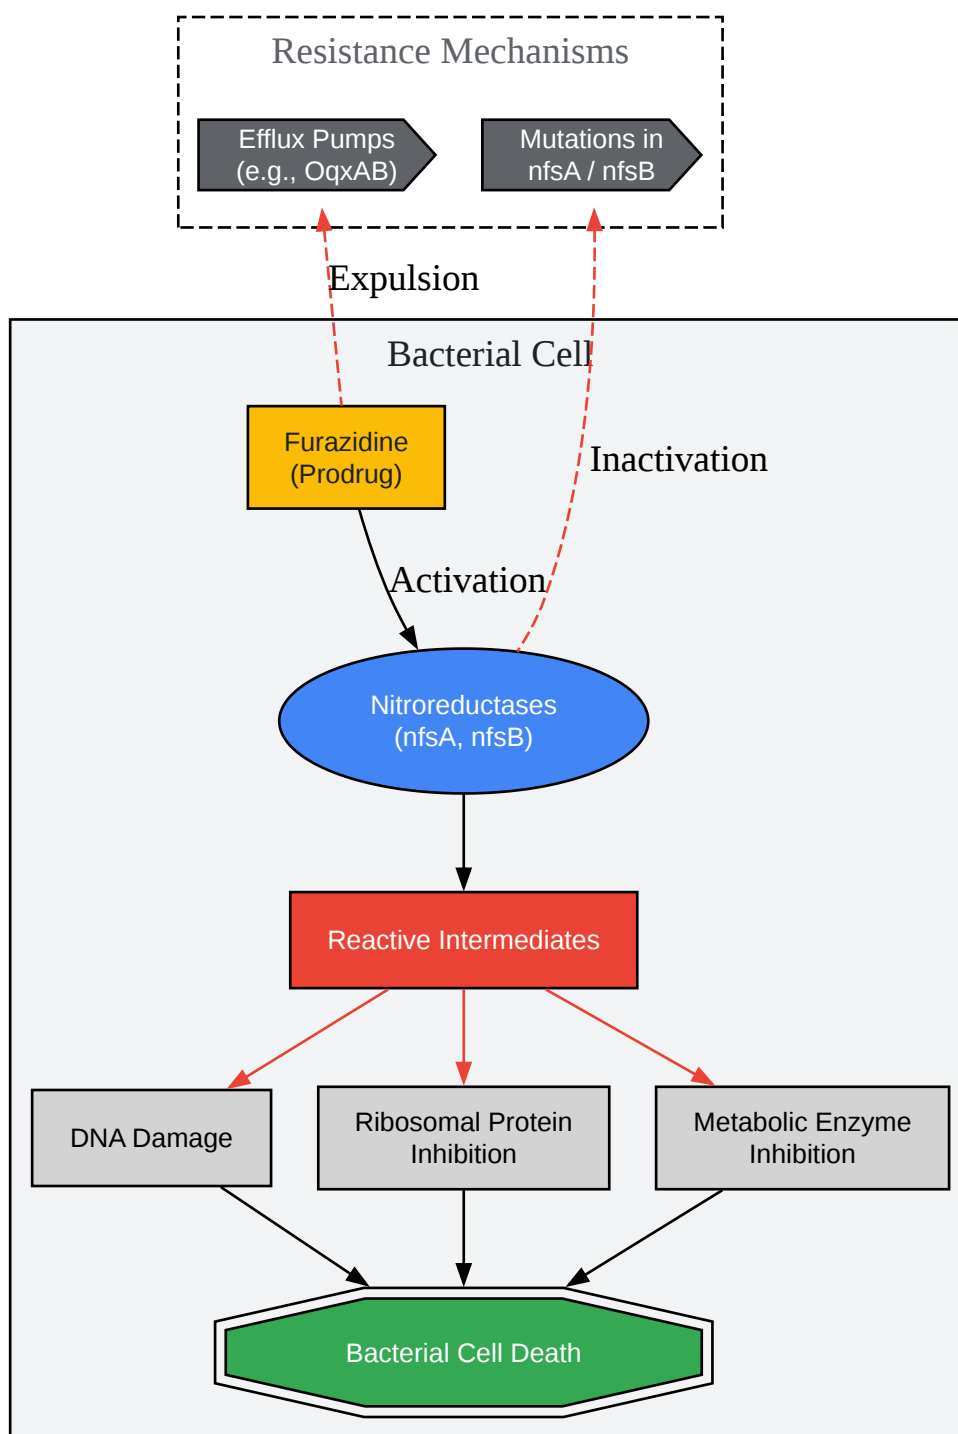 Resistance Mechanisms
Efflux Pumps
(e.g., OqxAB)
Mutations in
nfsA / nfsB
Expulsion
Bacterial Cell
Furazidine
(Prodrug)
Inactivation
Activation
Nitroreductases
(nfsA, nfsB)
Reactive Intermediates
DNA Damage
Ribosomal Protein
Inhibition
Metabolic Enzyme
Inhibition
Bacterial Cell Death